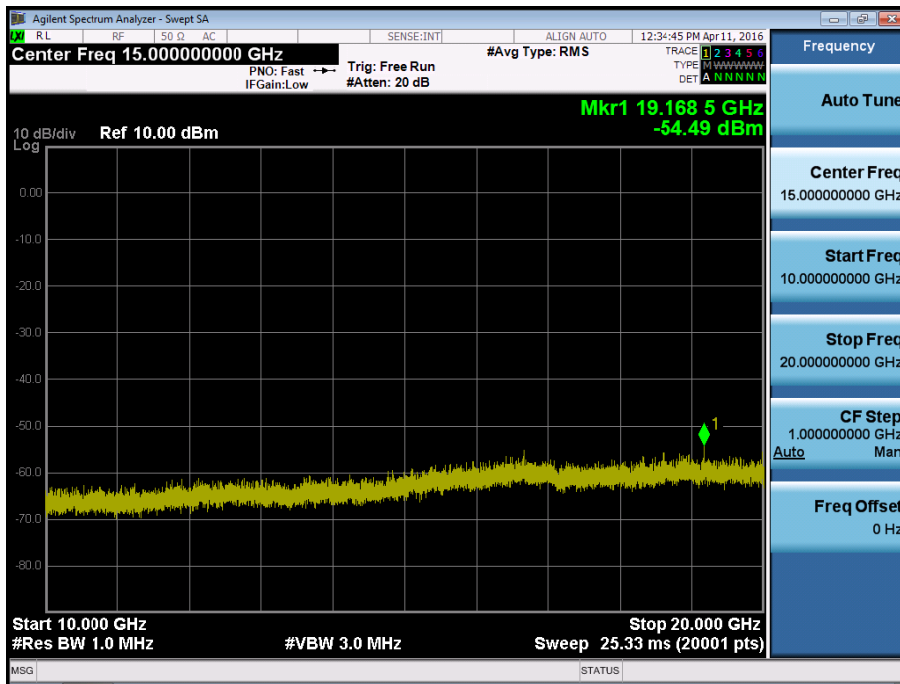 Agilent Spectrum Analyzer - Swept SA
LXI RL RF 50 Ω AC SENSE:INT ALIGN AUTO 12:34:45 PM Apr 11, 2016
Center Freq 15.000000000 GHz
PNO: Fast
IFGain:Low
Trig: Free Run
#Atten: 20 dB
#Avg Type: RMS
TRACE 1 2 3 4 5 6
TYPE M WWWWW
DET A N N N N N
Mkr1 19.168 5 GHz
-54.49 dBm
10 dB/div Ref 10.00 dBm
Log
0.00
-10.0
-20.0
-30.0
-40.0
-50.0
-60.0
-70.0
-80.0
1
Start 10.000 GHz Stop 20.000 GHz
#Res BW 1.0 MHz #VBW 3.0 MHz Sweep 25.33 ms (20001 pts)
MSG STATUS
Frequency
Auto Tune
Center Freq
15.000000000 GHz
Start Freq
10.000000000 GHz
Stop Freq
20.000000000 GHz
CF Step
1.000000000 GHz
Auto Man
Freq Offset
0 Hz